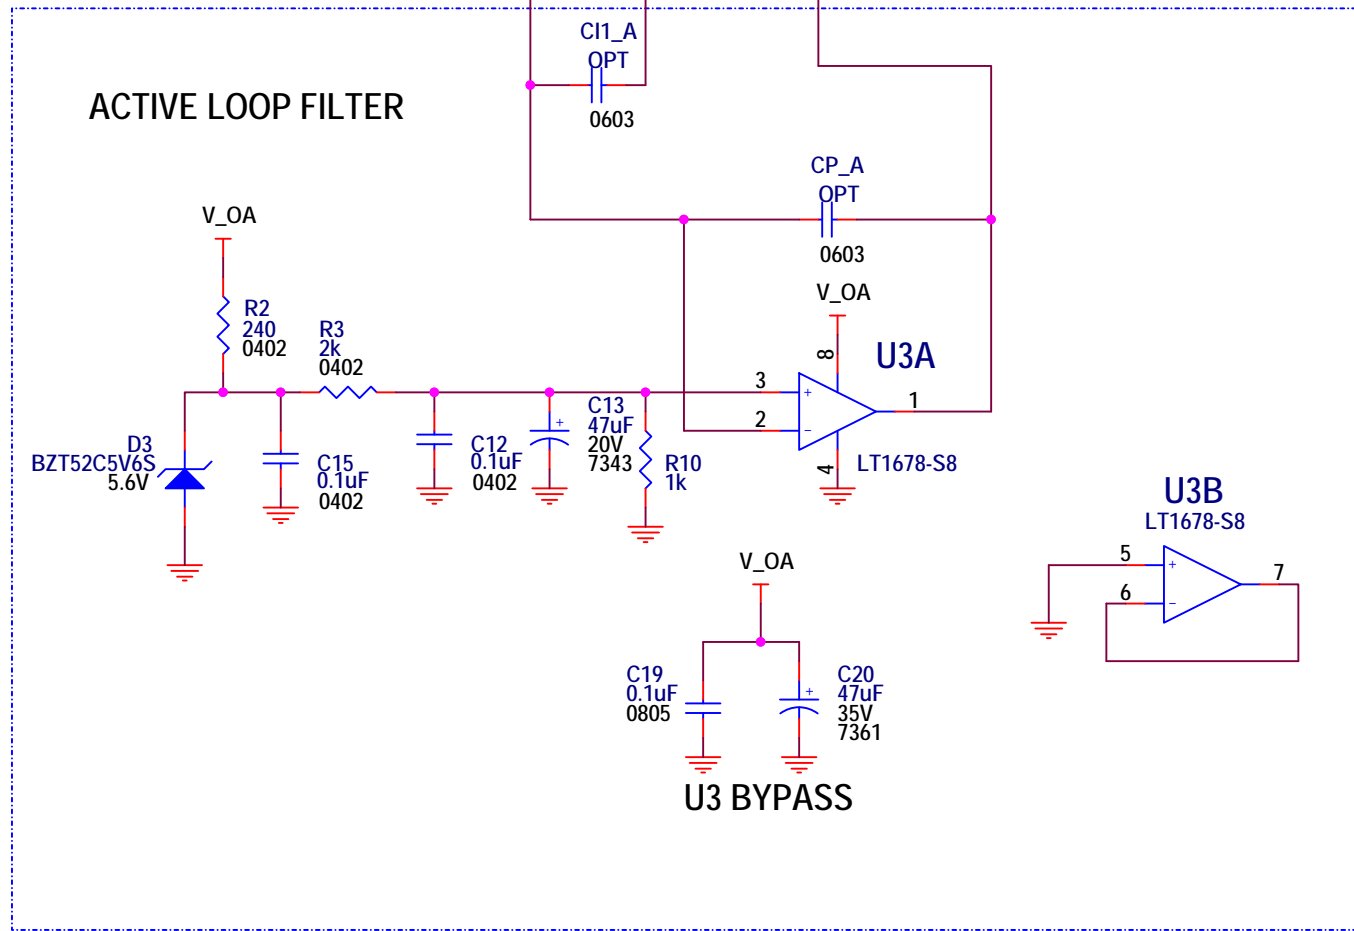 CI1_A
OPT
0603
ACTIVE LOOP FILTER
CP_A
OPT
0603
V_OA
R2
240
0402
R3
2k
0402
V_OA
8
U3A
3
+
2
−
1
4
LT1678-S8
D3
BZT52C5V6S
5.6V
C15
0.1uF
0402
C12
0.1uF
0402
+
C13
47uF
20V
7343
R10
1k
U3B
LT1678-S8
5
+
6
−
7
V_OA
C19
0.1uF
0805
+
C20
47uF
35V
7361
U3 BYPASS